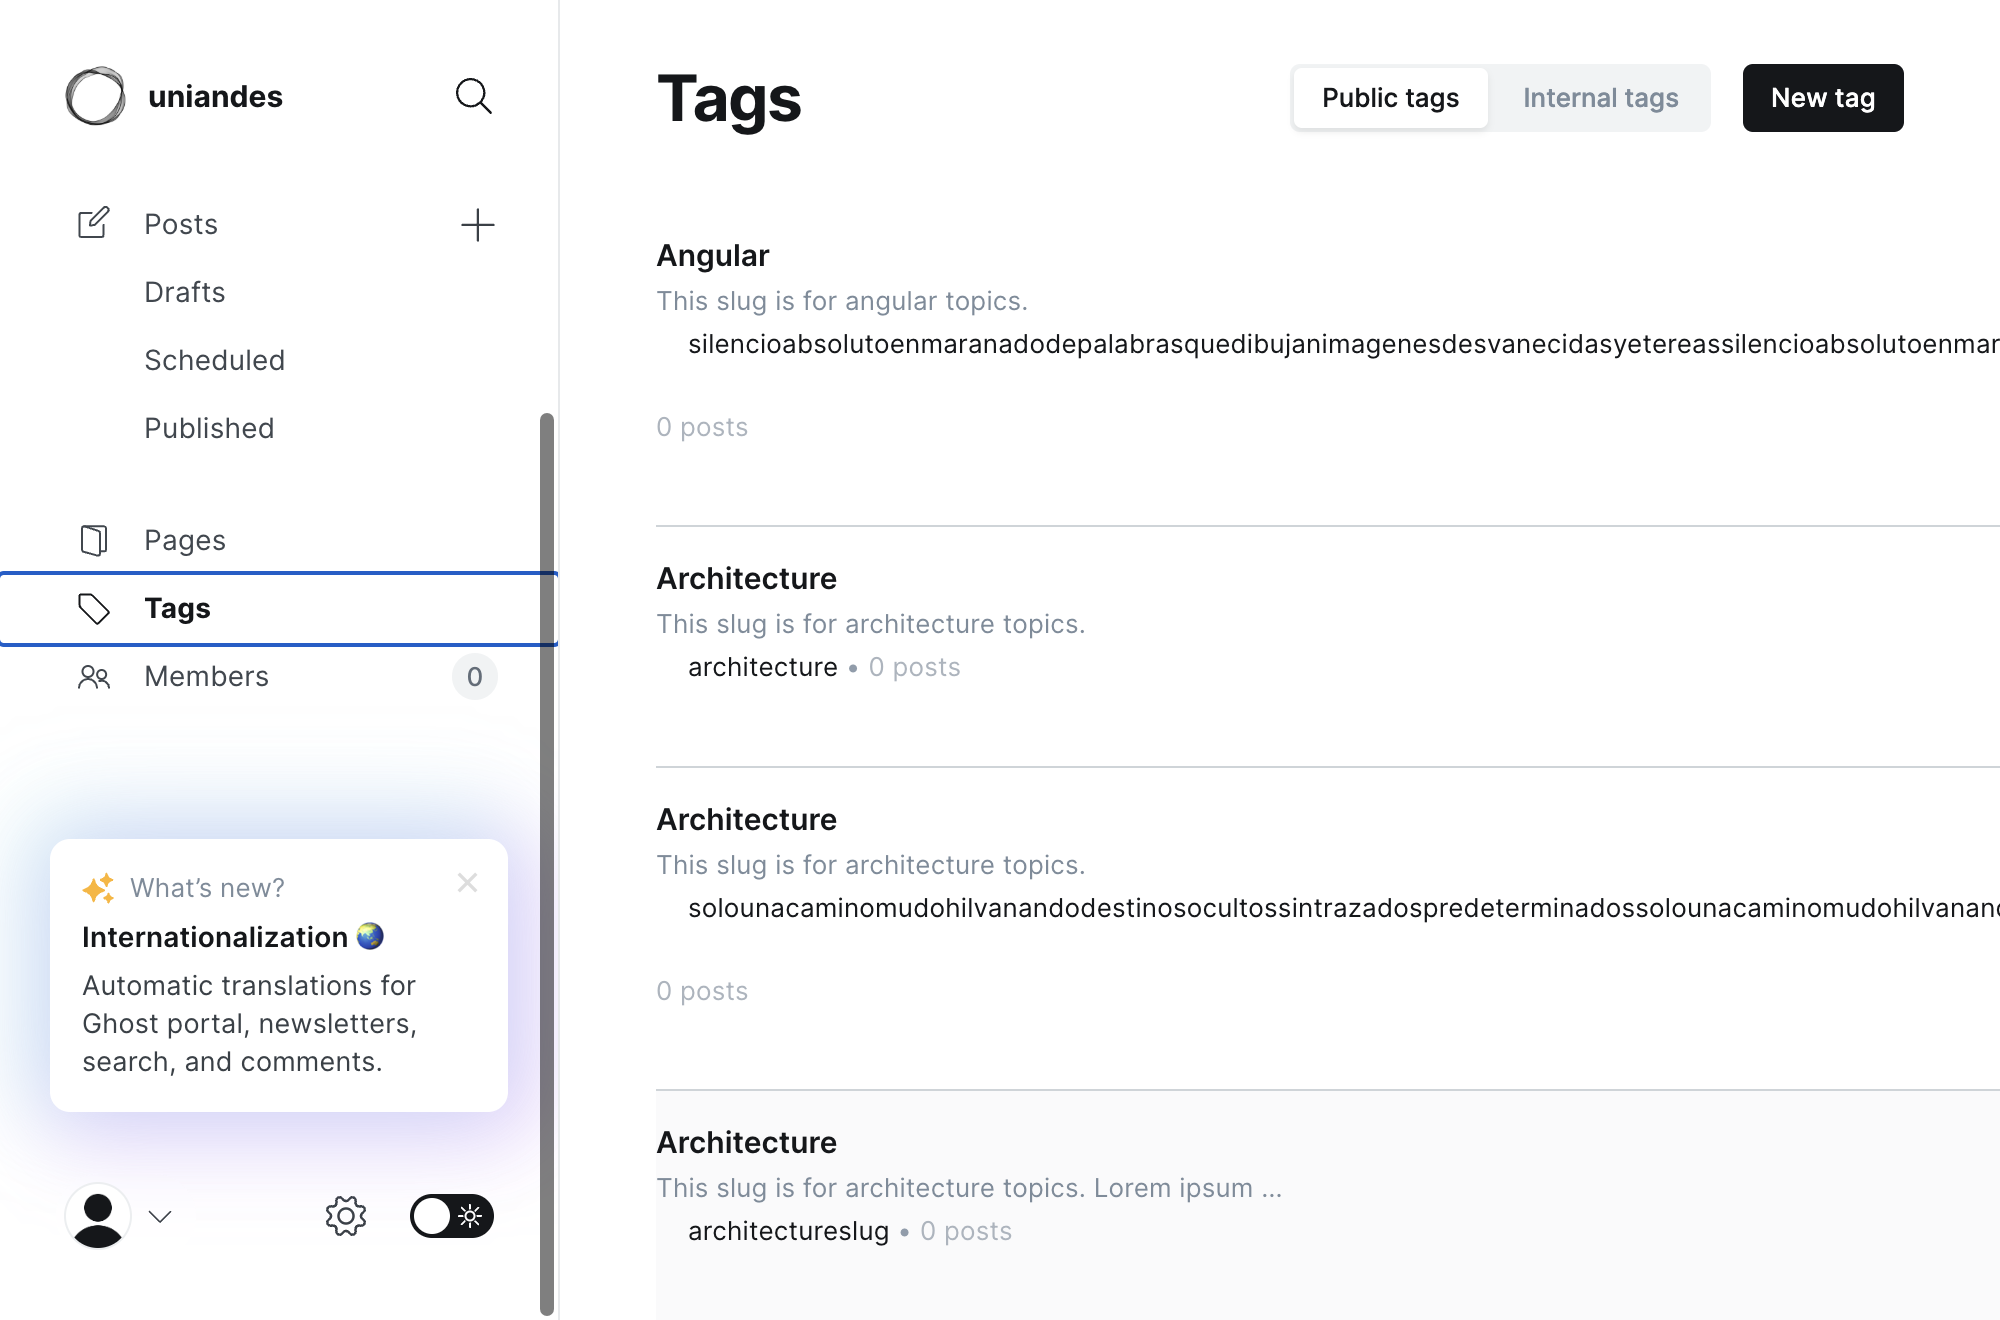 uniandes
Posts
Drafts
Scheduled
Published
Pages
Tags
Members 0
What's new?
Internationalization
Automatic translations for
Ghost portal, newsletters,
search, and comments.
Tags
Public tags Internal tags New tag
Angular
This slug is for angular topics.
silencioabsolutoenmaranadodepalabrasquedibujanimagenesdesvanecidasyetereassilencioabsolutoenmar
0 posts
Architecture
This slug is for architecture topics.
architecture • 0 posts
Architecture
This slug is for architecture topics.
solounacaminomudohilvanandodestinosocultossintrazadospredeterminadossolounacaminomudohilvanan
0 posts
Architecture
This slug is for architecture topics. Lorem ipsum ...
architectureslug • 0 posts